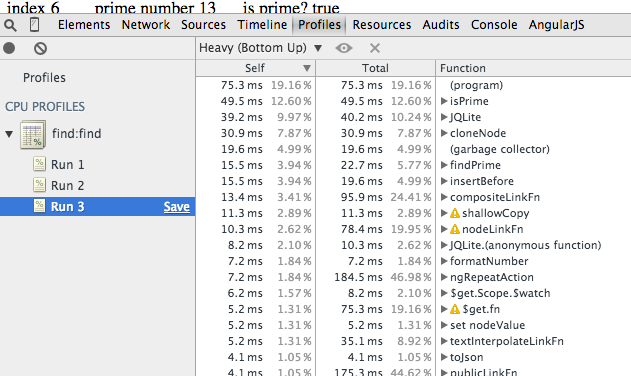 index 6 prime number 13 is prime? true
Elements Network Sources Timeline Profiles Resources Audits Console AngularJS
Heavy (Bottom Up) ▼
Profiles
CPU PROFILES
find:find
Run 1
Run 2
Run 3 Save
Self ▼ Total Function
75.3 ms 19.16% 75.3 ms 19.16% (program)
49.5 ms 12.60% 49.5 ms 12.60% isPrime
39.2 ms 9.97% 40.2 ms 10.24% JQLite
30.9 ms 7.87% 30.9 ms 7.87% cloneNode
19.6 ms 4.99% 19.6 ms 4.99% (garbage collector)
15.5 ms 3.94% 22.7 ms 5.77% findPrime
15.5 ms 3.94% 19.6 ms 4.99% insertBefore
13.4 ms 3.41% 95.9 ms 24.41% compositeLinkFn
11.3 ms 2.89% 11.3 ms 2.89% shallowCopy
10.3 ms 2.62% 78.4 ms 19.95% nodeLinkFn
8.2 ms 2.10% 10.3 ms 2.62% JQLite.(anonymous function)
7.2 ms 1.84% 7.2 ms 1.84% formatNumber
7.2 ms 1.84% 184.5 ms 46.98% ngRepeatAction
6.2 ms 1.57% 8.2 ms 2.10% $get.Scope.$watch
5.2 ms 1.31% 75.3 ms 19.16% $get.fn
5.2 ms 1.31% 5.2 ms 1.31% set nodeValue
5.2 ms 1.31% 35.1 ms 8.92% textInterpolateLinkFn
4.1 ms 1.05% 4.1 ms 1.05% toJson
4.1 ms 1.05% 175.3 ms 44.62% publicLinkFn